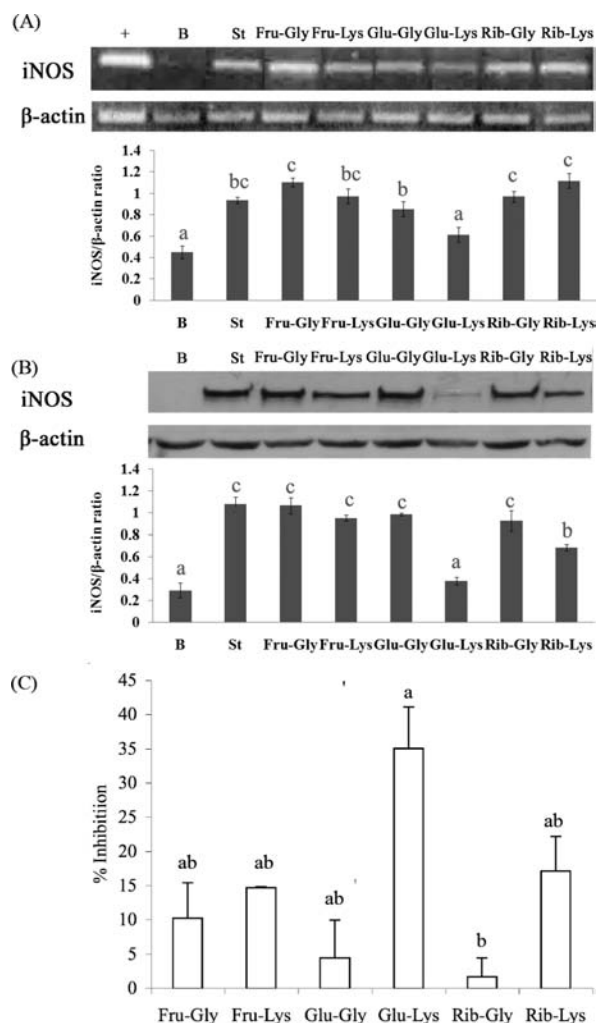 (A)
+ B St Fru-Gly Fru-Lys Glu-Gly Glu-Lys Rib-Gly Rib-Lys
iNOS
β-actin
iNOS/β-actin ratio
1.4
1.2
1
0.8
0.6
0.4
0.2
0
a bc c bc b a c c
B St Fru-Gly Fru-Lys Glu-Gly Glu-Lys Rib-Gly Rib-Lys
(B)
B St Fru-Gly Fru-Lys Glu-Gly Glu-Lys Rib-Gly Rib-Lys
iNOS
β-actin
iNOS/β-actin ratio
1.4
1.2
1
0.8
0.6
0.4
0.2
0
a c c c c a c b
B St Fru-Gly Fru-Lys Glu-Gly Glu-Lys Rib-Gly Rib-Lys
(C)
% Inhibitiion
45
40
35
30
25
20
15
10
5
0
ab ab ab a b ab
Fru-Gly Fru-Lys Glu-Gly Glu-Lys Rib-Gly Rib-Lys